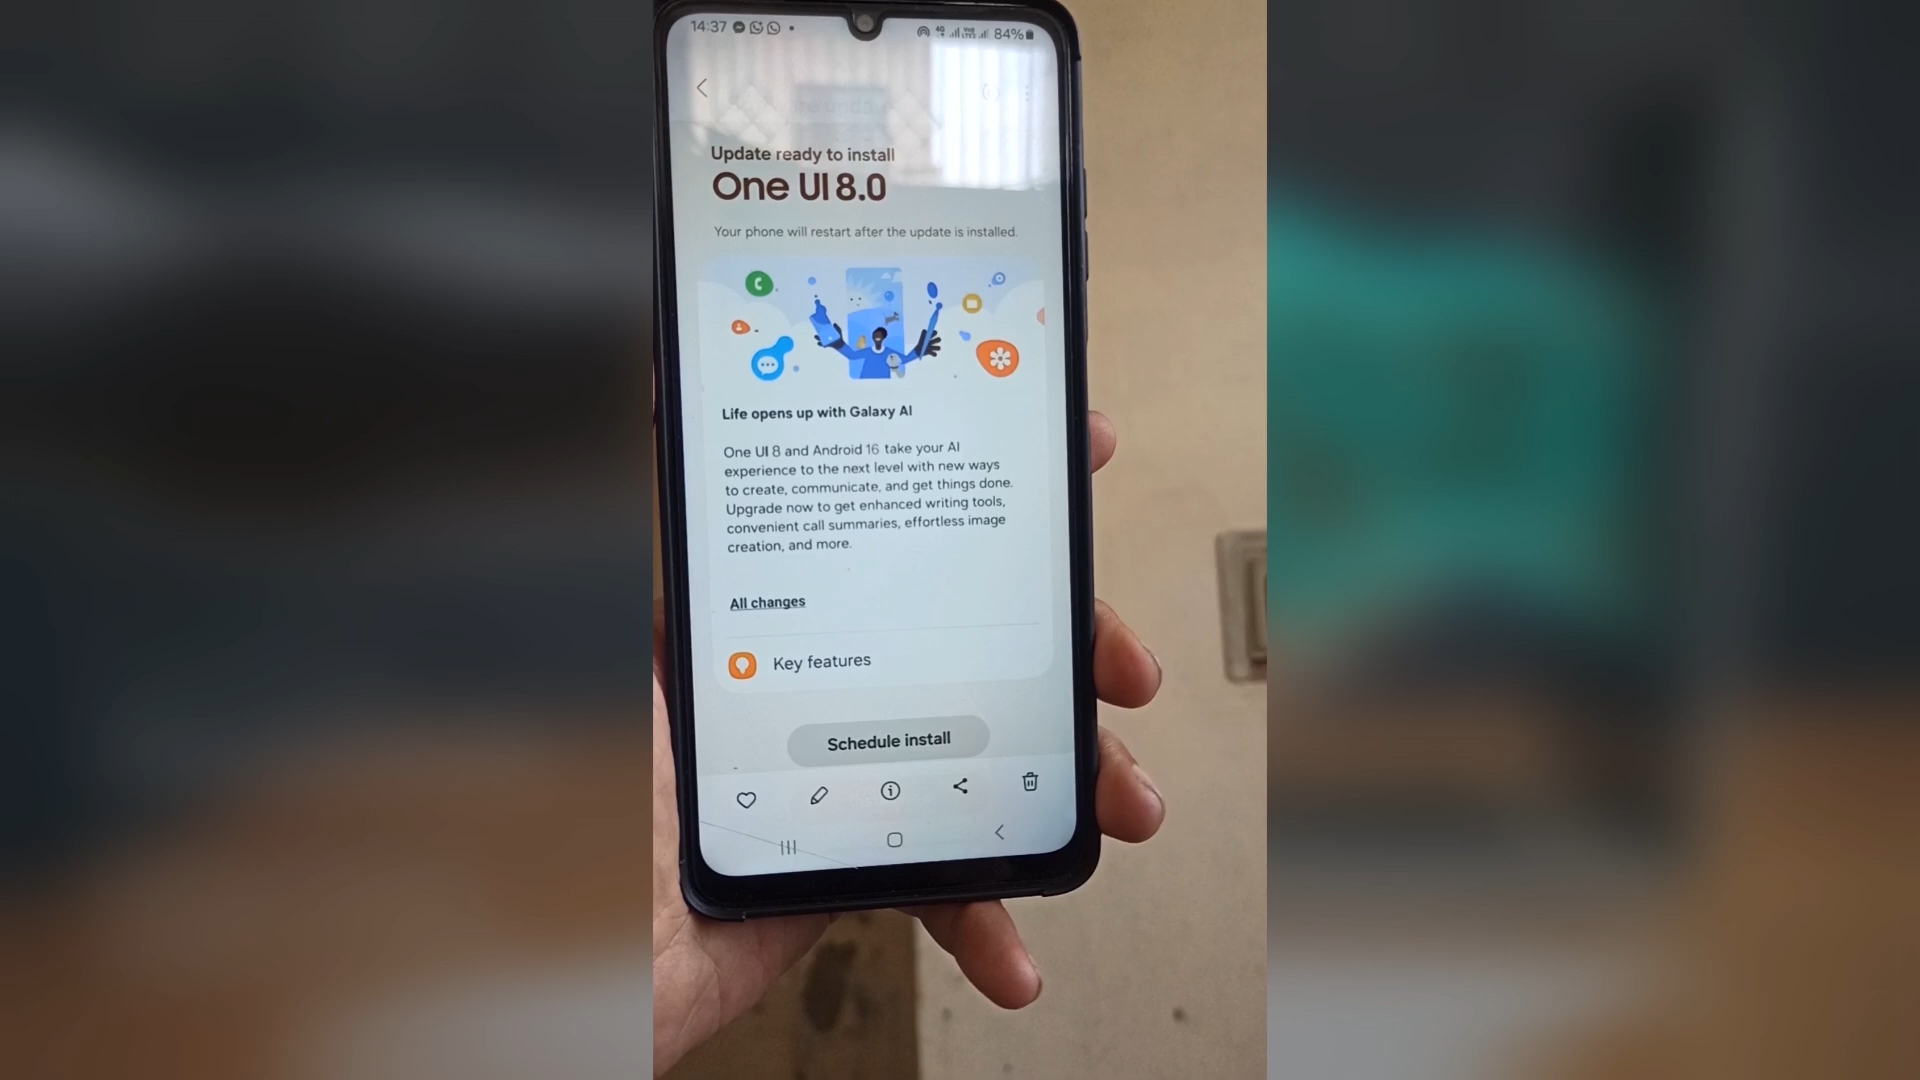 14:37
84%
Update ready to install
One UI 8.0
Your phone will restart after the update is installed.
Life opens up with Galaxy AI
One UI 8 and Android 16 take your AI
experience to the next level with new ways
to create, communicate, and get things done.
Upgrade now to get enhanced writing tools,
convenient call summaries, effortless image
creation, and more.
All changes
Key features
Schedule install